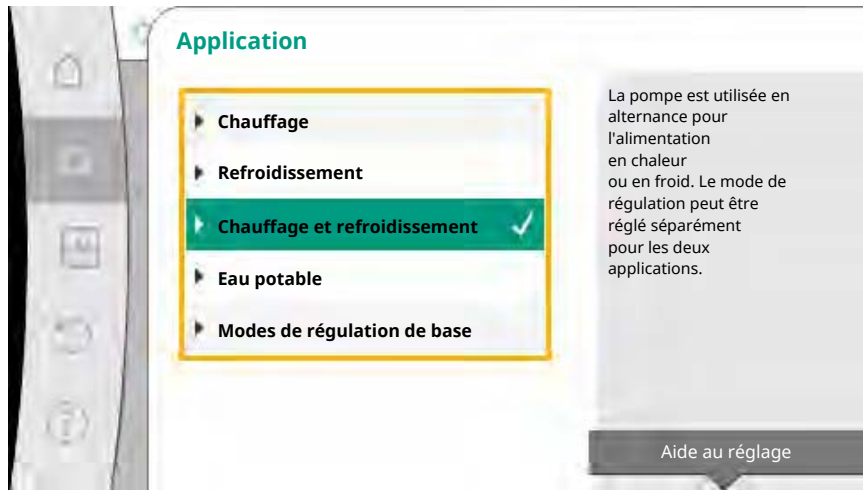 Application
Chauffage
Refroidissement
Chauffage et refroidissement
Eau potable
Modes de régulation de base
La pompe est utilisée en
alternance pour
l'alimentation
en chaleur
ou en froid. Le mode de
régulation peut être
réglé séparément
pour les deux
applications.
Aide au réglage